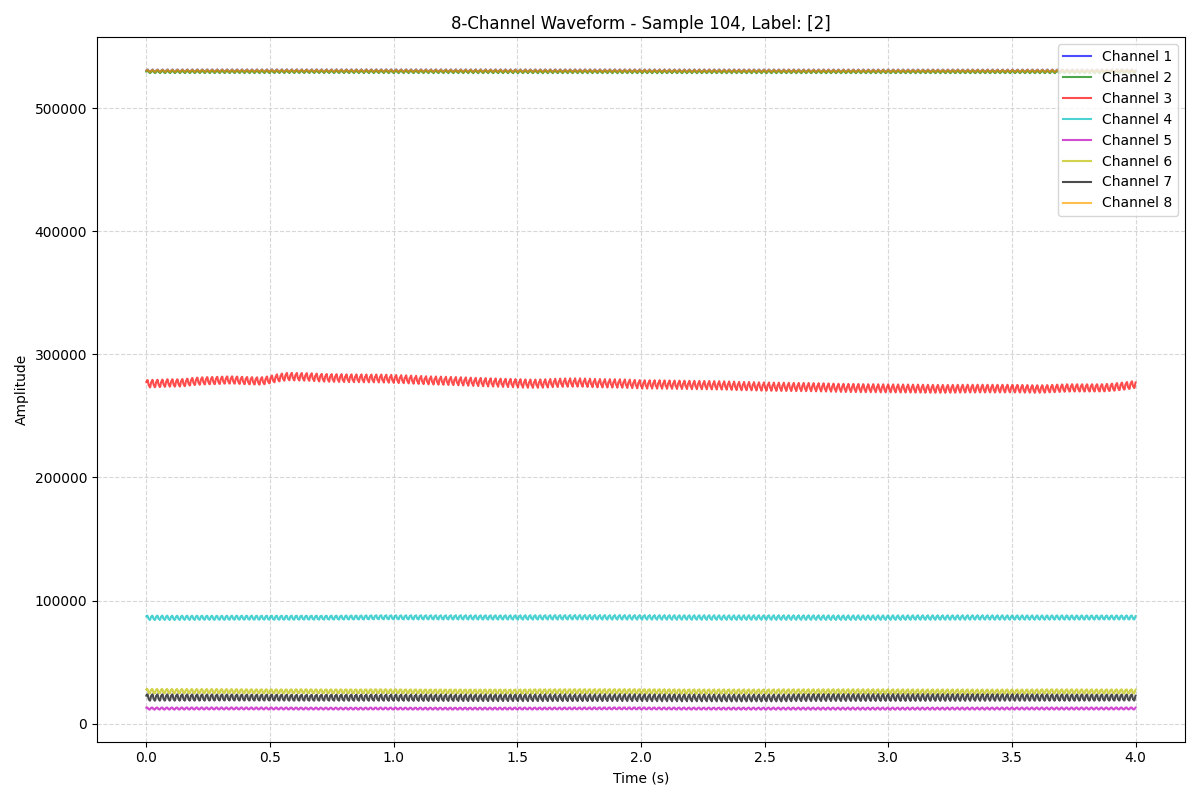 8-Channel Waveform - Sample 104, Label: [2]
Channel 1
Channel 2
Channel 3
Channel 4
Channel 5
Channel 6
Channel 7
Channel 8
500000
400000
300000
200000
100000
0
Amplitude
0.0 0.5 1.0 1.5 2.0 2.5 3.0 3.5 4.0
Time (s)